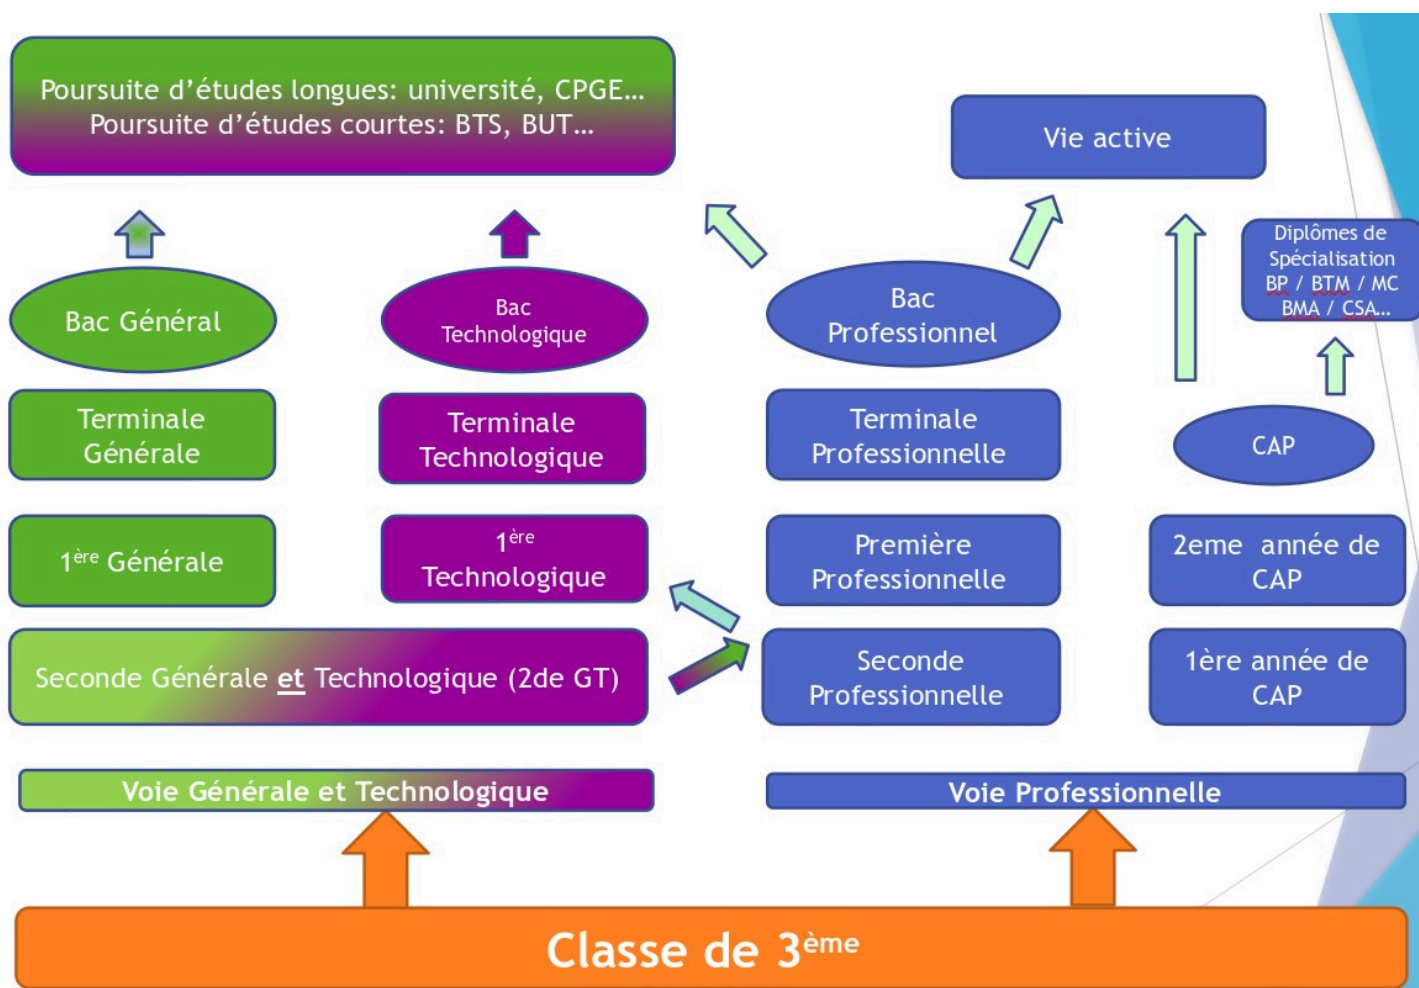 Poursuite d’études longues: université, CPGE…
Poursuite d’études courtes: BTS, BUT…
Vie active
Diplômes de
Spécialisation
BP / BTM / MC
BMA / CSA…
Bac Général
Bac
Technologique
Bac
Professionnel
Terminale
Générale
Terminale
Technologique
Terminale
Professionnelle
CAP
1ère Générale
1ère
Technologique
Première
Professionnelle
2eme année de
CAP
Seconde Générale et Technologique (2de GT)
Seconde
Professionnelle
1ère année de
CAP
Voie Générale et Technologique
Voie Professionnelle
Classe de 3ème